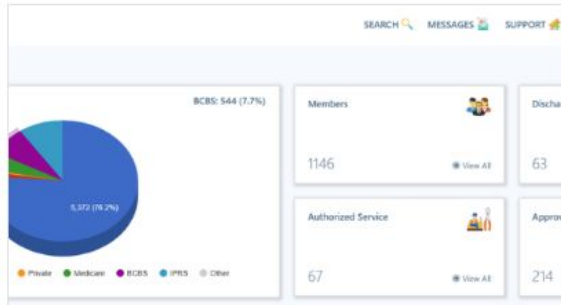 SEARCH MESSAGES SUPPORT
BCBS: 544 (7.7%)
5,372 (76.2%)
Private Medicare BCBS IPRS Other
Members
1146 View All
Discha
63
Authorized Service
67 View All
Approv
214